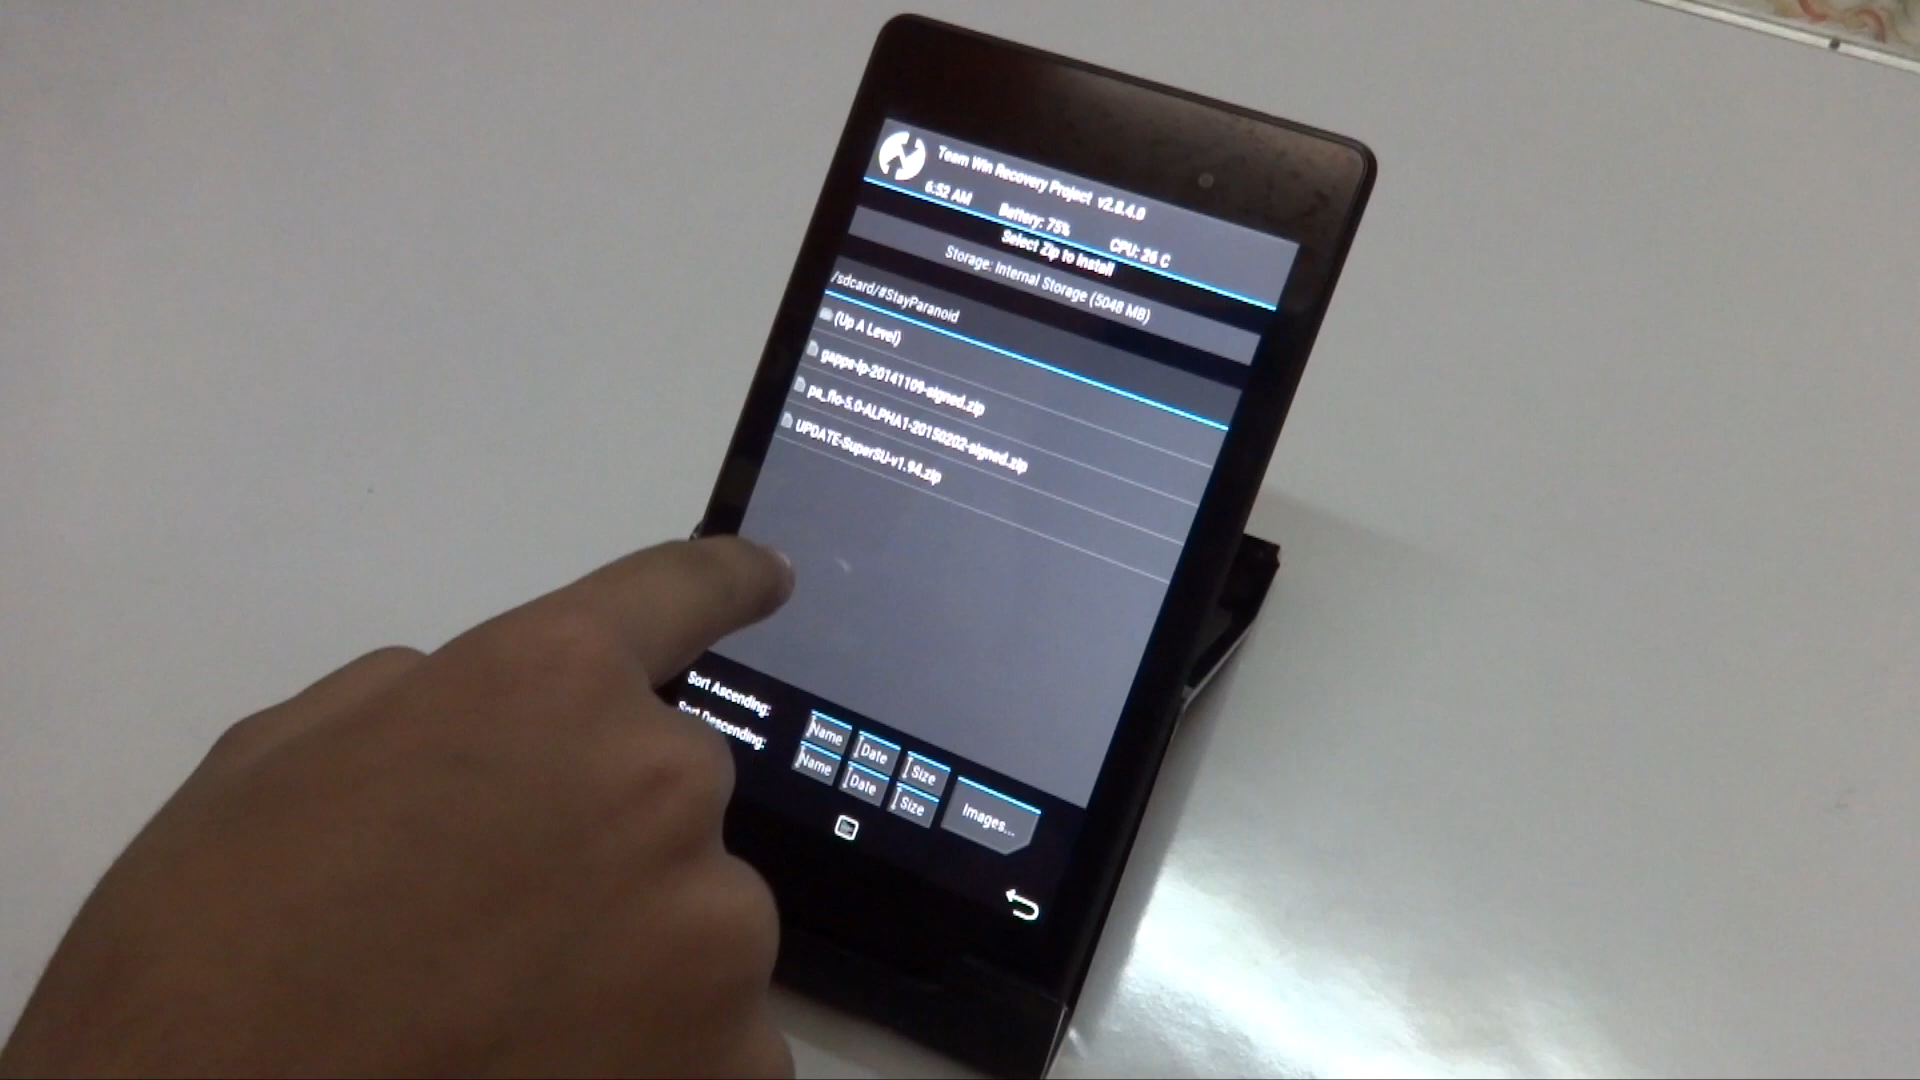 Team Win Recovery Project v2.8.4.0
6:52 AM Battery: 75% CPU: 26 C
Select Zip to Install
Storage: Internal Storage (5048 MB)
/sdcard/#StayParanoid
(Up A Level)
gapps-lp-20141109-signed.zip
pa_flo-5.0-ALPHA1-20150202-signed.zip
UPDATE-SuperSU-v1.94.zip
Sort Ascending: Name Date Size
Sort Descending: Name Date Size
Images...